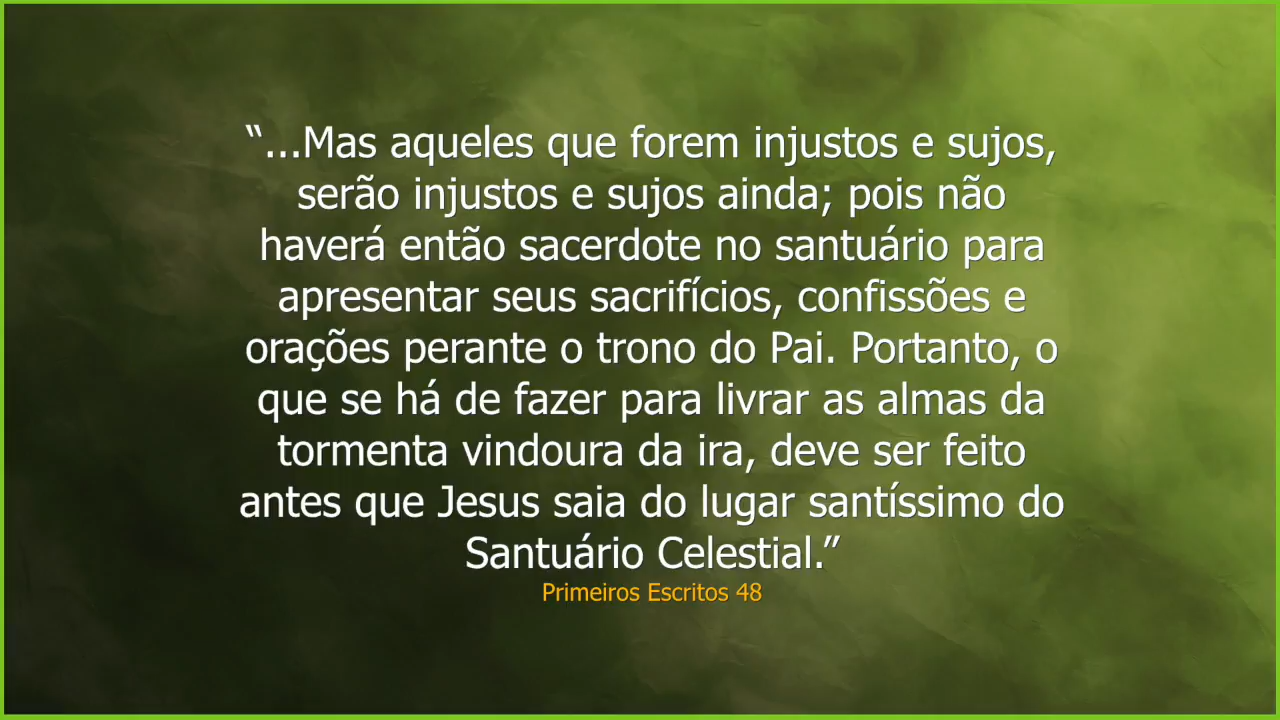 “...Mas aqueles que forem injustos e sujos,
serão injustos e sujos ainda; pois não
haverá então sacerdote no santuário para
apresentar seus sacrifícios, confissões e
orações perante o trono do Pai. Portanto, o
que se há de fazer para livrar as almas da
tormenta vindoura da ira, deve ser feito
antes que Jesus saia do lugar santíssimo do
Santuário Celestial.”
Primeiros Escritos 48